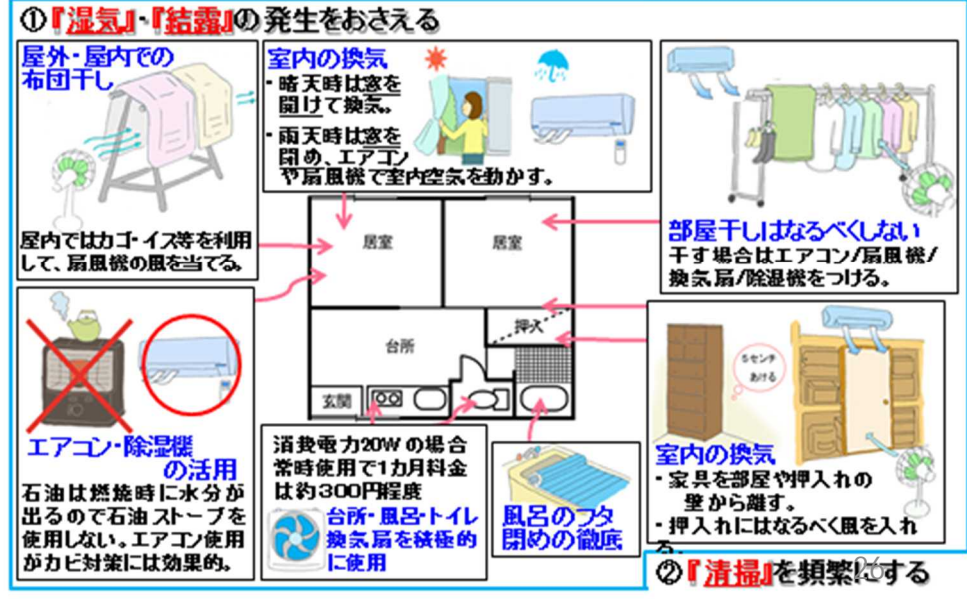 ①『湿気』・『結露』の発生をおさえる
屋外・屋内での
布団干し
屋内ではカゴ・イス等を利用
して、扇風機の風を当てる。
室内の換気
・晴天時は窓を
開けて換気。
・雨天時は窓を
閉め、エアコン
や扇風機で室内空気を動かす。
部屋干しはなるべくしない
干す場合はエアコン/扇風機/
換気扇/除湿機をつける。
居室
居室
押入
台所
玄関
エアコン・除湿機
の活用
石油は燃焼時に水分が
出るので石油ストーブを
使用しない。エアコン使用
がカビ対策には効果的。
消費電力20Wの場合
常時使用で1カ月料金
は約300円程度
台所・風呂・トイレ
換気扇を積極的
に使用
風呂のフタ
閉めの徹底
5センチ
あける
室内の換気
・家具を部屋や押入れの
壁から離す。
・押入れにはなるべく風を入れ
る。
26
②『清掃』を頻繁にする